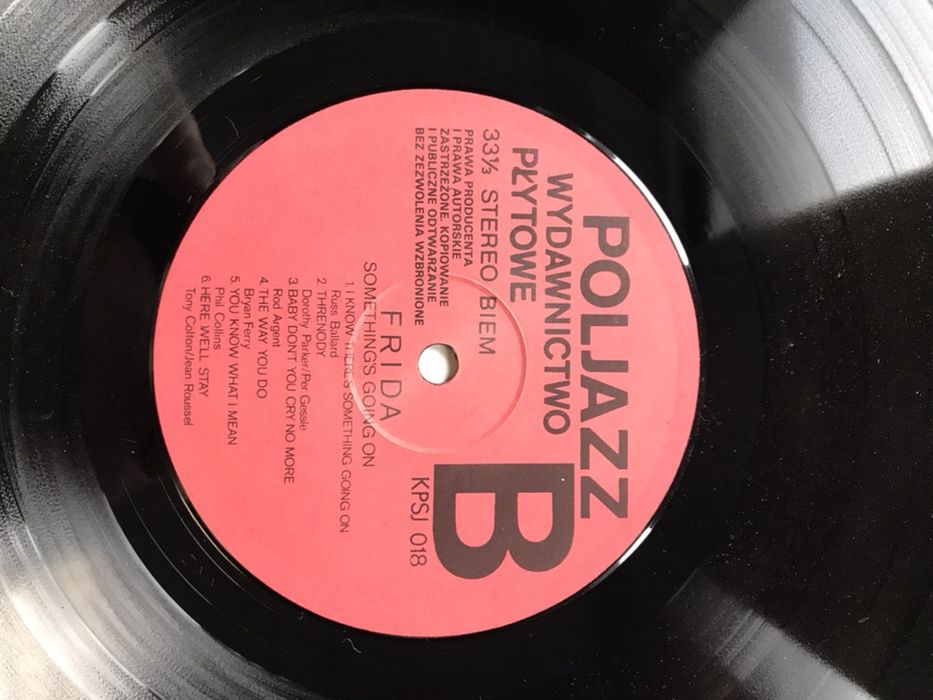 POLJAZZ
WYDAWNICTWO
PŁYTOWE
33⅓ STEREO BIEM
PRAWA PRODUCENTA
I PRAWA AUTORSKIE
ZASTRZEŻONE. KOPIOWANIE
I PUBLICZNE ODTWARZANIE
BEZ ZEZWOLENIA WZBRONIONE
B
KPSJ 018
FRIDA
SOMETHING'S GOING ON
1. I KNOW THERE'S SOMETHING GOING ON
Russ Ballard
2. THRENODY
Dorothy Parker/Per Gessle
3. BABY DON'T YOU CRY NO MORE
Rod Argent
4. THE WAY YOU DO
Bryan Ferry
5. YOU KNOW WHAT I MEAN
Phil Collins
6. HERE WE'LL STAY
Tony Colton/Jean Roussel